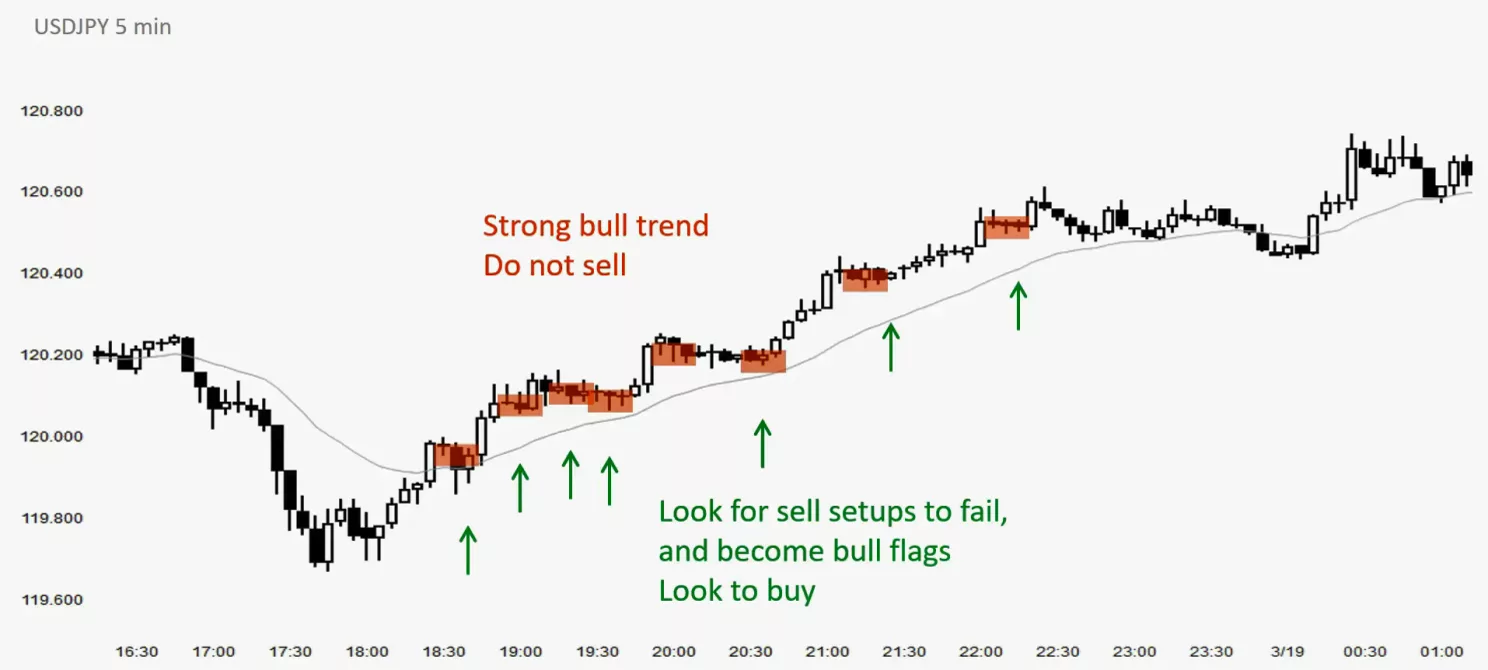 USDJPY 5 min
120.800
120.600
Strong bull trend
Do not sell
120.400
120.200
120.000
119.800
Look for sell setups to fail,
and become bull flags
Look to buy
119.600
16:30 17:00 17:30 18:00 18:30 19:00 19:30 20:00 20:30 21:00 21:30 22:00 22:30 23:00 23:30 3/19 00:30 01:00